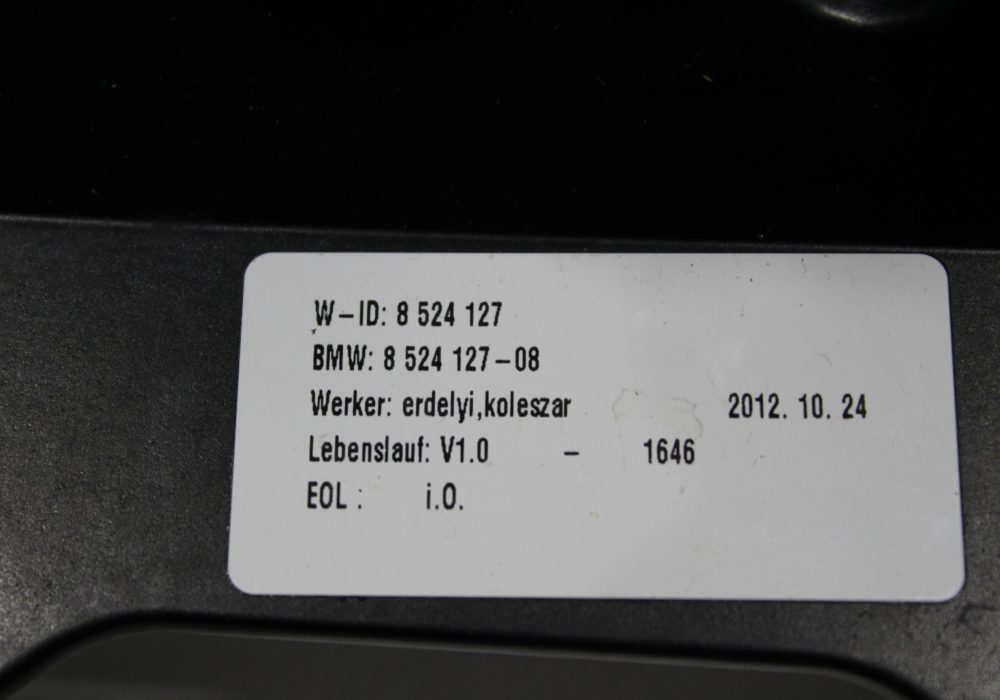 W-ID: 8 524 127
BMW: 8 524 127-08
Werker: erdelyi,koleszar 2012. 10. 24
Lebenslauf: V1.0 - 1646
EOL : i.O.